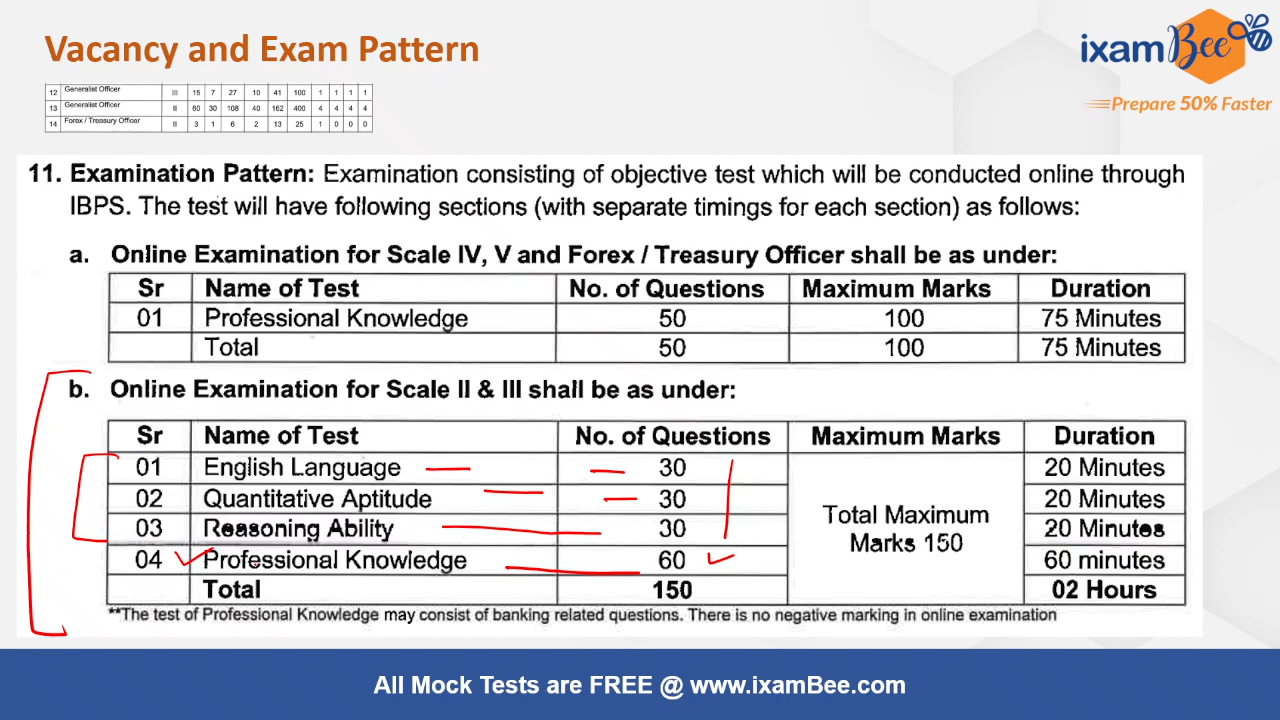 Vacancy and Exam Pattern
ixamBee
Prepare 50% Faster
12 Generalist Officer III 15 7 27 10 41 100 1 1 1 1
13 Generalist Officer II 60 30 108 40 162 400 4 4 4 4
14 Forex / Treasury Officer II 3 1 6 2 13 25 1 0 0 0
11. Examination Pattern: Examination consisting of objective test which will be conducted online through
IBPS. The test will have following sections (with separate timings for each section) as follows:
a. Online Examination for Scale IV, V and Forex / Treasury Officer shall be as under:
Sr Name of Test No. of Questions Maximum Marks Duration
01 Professional Knowledge 50 100 75 Minutes
Total 50 100 75 Minutes
b. Online Examination for Scale II & III shall be as under:
Sr Name of Test No. of Questions Maximum Marks Duration
01 English Language 30 20 Minutes
02 Quantitative Aptitude 30 20 Minutes
Total Maximum
03 Reasoning Ability 30 20 Minutes
Marks 150
04 Professional Knowledge 60 60 minutes
Total 150 02 Hours
**The test of Professional Knowledge may consist of banking related questions. There is no negative marking in online examination
All Mock Tests are FREE @ www.ixamBee.com